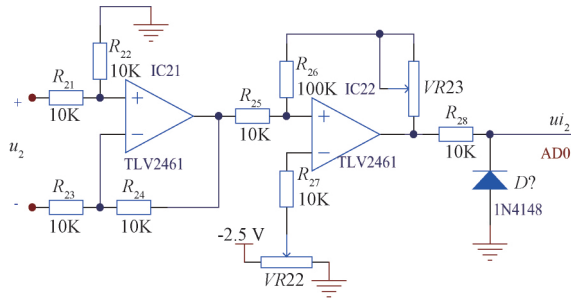 R22
10K
IC21
R21
10K
+
+
−
u2
TLV2461
-
R23
10K
R24
10K
R25
10K
R26
100K
IC22
VR23
+
−
TLV2461
R27
10K
-2.5 V
VR22
R28
10K
ui2
AD0
D?
1N4148